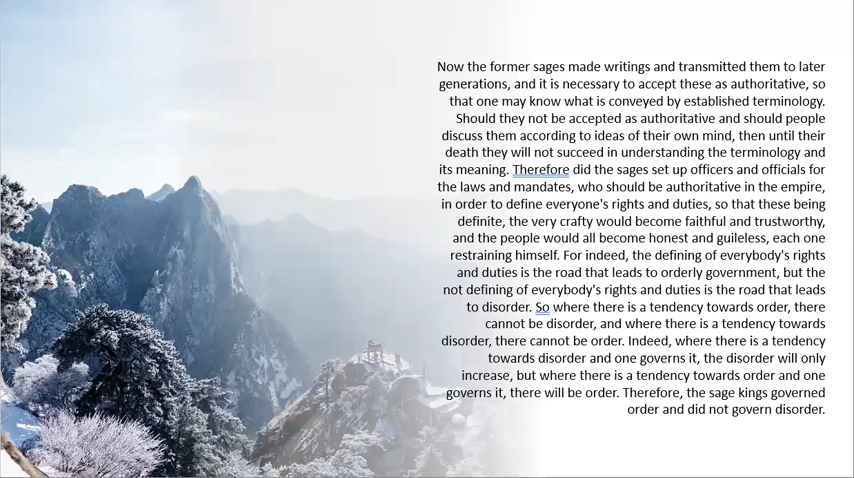 Now the former sages made writings and transmitted them to later
generations, and it is necessary to accept these as authoritative, so
that one may know what is conveyed by established terminology.
Should they not be accepted as authoritative and should people
discuss them according to ideas of their own mind, then until their
death they will not succeed in understanding the terminology and
its meaning. Therefore did the sages set up officers and officials for
the laws and mandates, who should be authoritative in the empire,
in order to define everyone's rights and duties, so that these being
definite, the very crafty would become faithful and trustworthy,
and the people would all become honest and guileless, each one
restraining himself. For indeed, the defining of everybody's rights
and duties is the road that leads to orderly government, but the
not defining of everybody's rights and duties is the road that leads
to disorder. So where there is a tendency towards order, there
cannot be disorder, and where there is a tendency towards
disorder, there cannot be order. Indeed, where there is a tendency
towards disorder and one governs it, the disorder will only
increase, but where there is a tendency towards order and one
governs it, there will be order. Therefore, the sage kings governed
order and did not govern disorder.